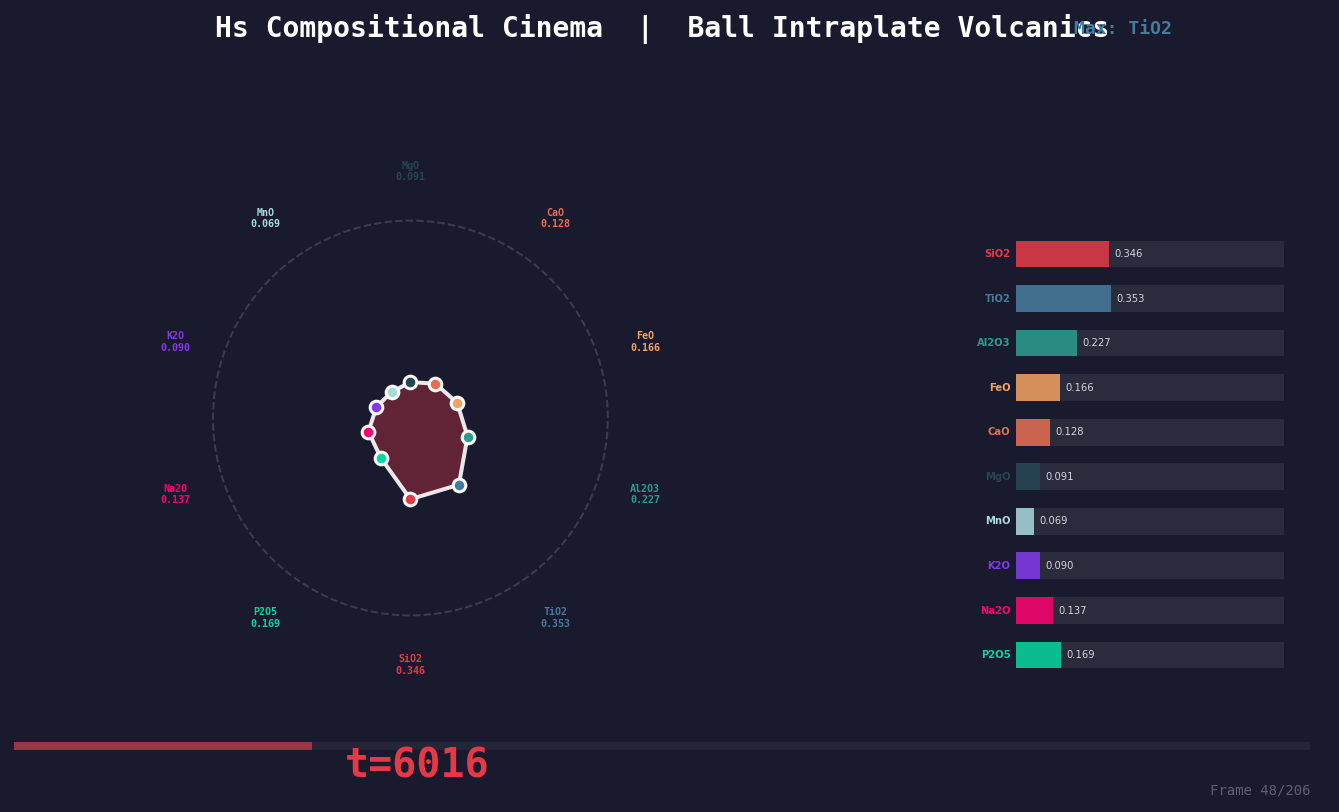 Hs Compositional Cinema | Ball Intraplate Volcanics
Max: TiO2
MgO
0.091
MnO
0.069
CaO
0.128
K2O
0.090
FeO
0.166
Na2O
0.137
Al2O3
0.227
P2O5
0.169
TiO2
0.353
SiO2
0.346
SiO2 0.346
TiO2 0.353
Al2O3 0.227
FeO 0.166
CaO 0.128
MgO 0.091
MnO 0.069
K2O 0.090
Na2O 0.137
P2O5 0.169
t=6016
Frame 48/206